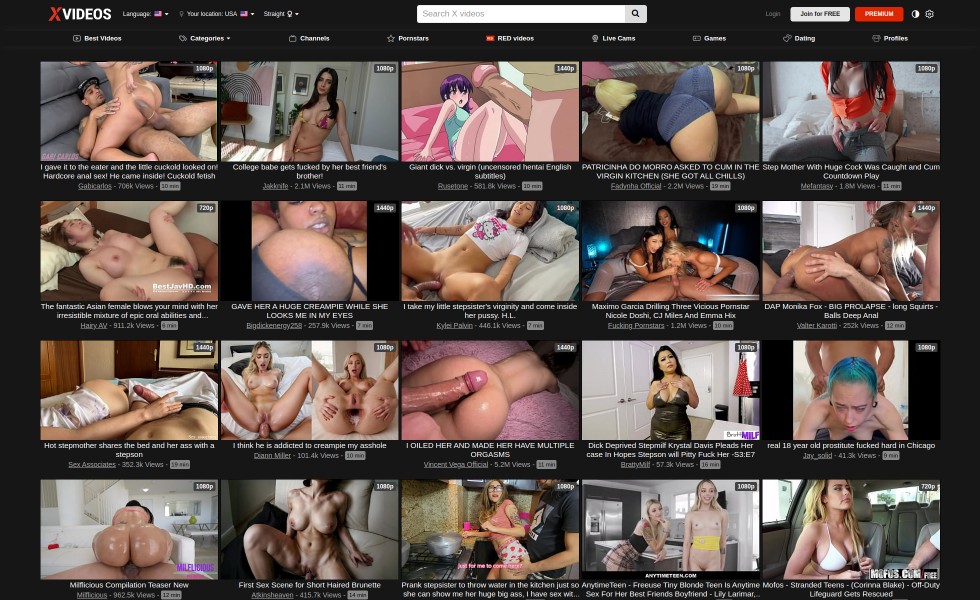 XVIDEOS
Language:
Your location: USA
Straight
Search X videos
Login
Join for FREE
PREMIUM
Best Videos
Categories
Channels
Pornstars
RED videos
Live Cams
Games
Dating
Profiles
1080p
1080p
1440p
1080p
1080p
I gave it to the eater and the little cuckold looked on!
Hardcore anal sex! He came inside! Cuckold fetish
Gabicarlos - 706k Views - 10 min
College babe gets fucked by her best friend's
brother!
Jakknife - 2.1M Views - 11 min
Giant dick vs. virgin (uncensored hentai English
subtitles)
Rusetone - 581.8k Views - 10 min
PATRICINHA DO MORRO ASKED TO CUM IN THE
VIRGIN KITCHEN (SHE GOT ALL CHILLS)
Fadynha Official - 2.2M Views - 19 min
Step Mother With Huge Cock Was Caught and Cum
Countdown Play
Mefantasy - 1.8M Views - 11 min
720p
1440p
1080p
1080p
1440p
BestJavHD.com
The fantastic Asian female blows your mind with her
irresistible mixture of epic oral abilities and...
Hairy AV - 911.2k Views - 6 min
GAVE HER A HUGE CREAMPIE WHILE SHE
LOOKS ME IN MY EYES
Bigdickenergy258 - 257.9k Views - 7 min
I take my little stepsister's virginity and come inside
her pussy. H.L.
Kylei Palvin - 446.1k Views - 7 min
Maximo Garcia Drilling Three Vicious Pornstar
Nicole Doshi, CJ Miles And Emma Hix
Fucking Pornstars - 1.2M Views - 10 min
DAP Monika Fox - BIG PROLAPSE - long Squirts -
Balls Deep Anal
Valter Karotti - 252k Views - 12 min
1440p
1080p
1080p
1080p
1080p
BrattyMILF
Hot stepmother shares the bed and her ass with a
stepson
Sex Associates - 352.3k Views - 19 min
I think he is addicted to creampie my asshole
Diann Miller - 101.4k Views - 10 min
I OILED HER AND MADE HER HAVE MULTIPLE
ORGASMS
Vincent Vega Official - 5.2M Views - 11 min
Dick Deprived Stepmilf Krystal Davis Pleads Her
case In Hopes Stepson will Pitty Fuck Her -S3:E7
BrattyMilf - 57.3k Views - 16 min
real 18 year old prostitute fucked hard in Chicago
Jay_solid - 41.3k Views - 9 min
1080p
1080p
1080p
1080p
720p
MILFLICIOUS
just for me to come here!!
ANYTIMETEEN.COM
MOFOS.COM FREE
Milflicious Compilation Teaser New
Milflicious - 962.5k Views - 12 min
First Sex Scene for Short Haired Brunette
Atkinsheaven - 415.7k Views - 14 min
Prank stepsister to throw water in the kitchen just so
she can show me her huge big ass, I have sex wit...
AnytimeTeen - Freeuse Tiny Blonde Teen Is Anytime
Sex For Her Best Friends Boyfriend - Lily Larimar,...
Mofos - Stranded Teens - (Corinna Blake) - Off-Duty
Lifeguard Gets Rescued